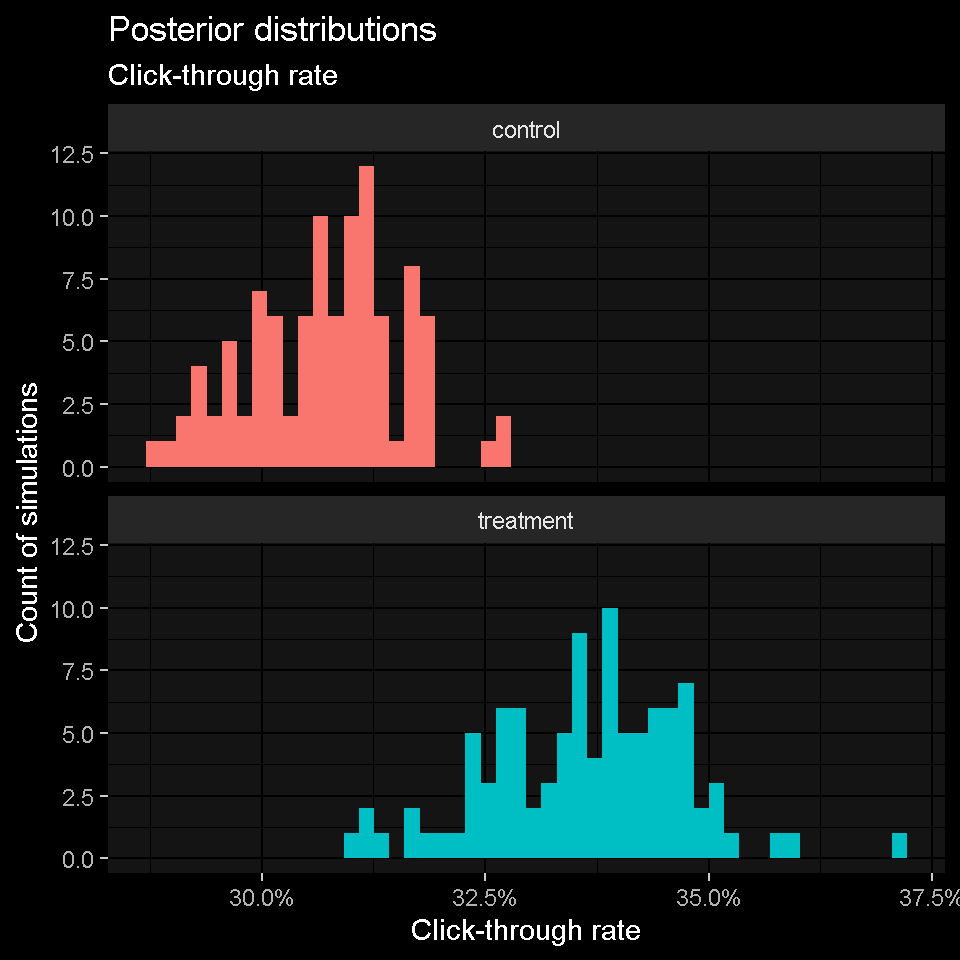 Posterior distributions
Click-through rate
control
12.5
10.0
7.5
5.0
2.5
0.0
treatment
12.5
10.0
7.5
5.0
2.5
0.0
Count of simulations
30.0% 32.5% 35.0% 37.5%
Click-through rate